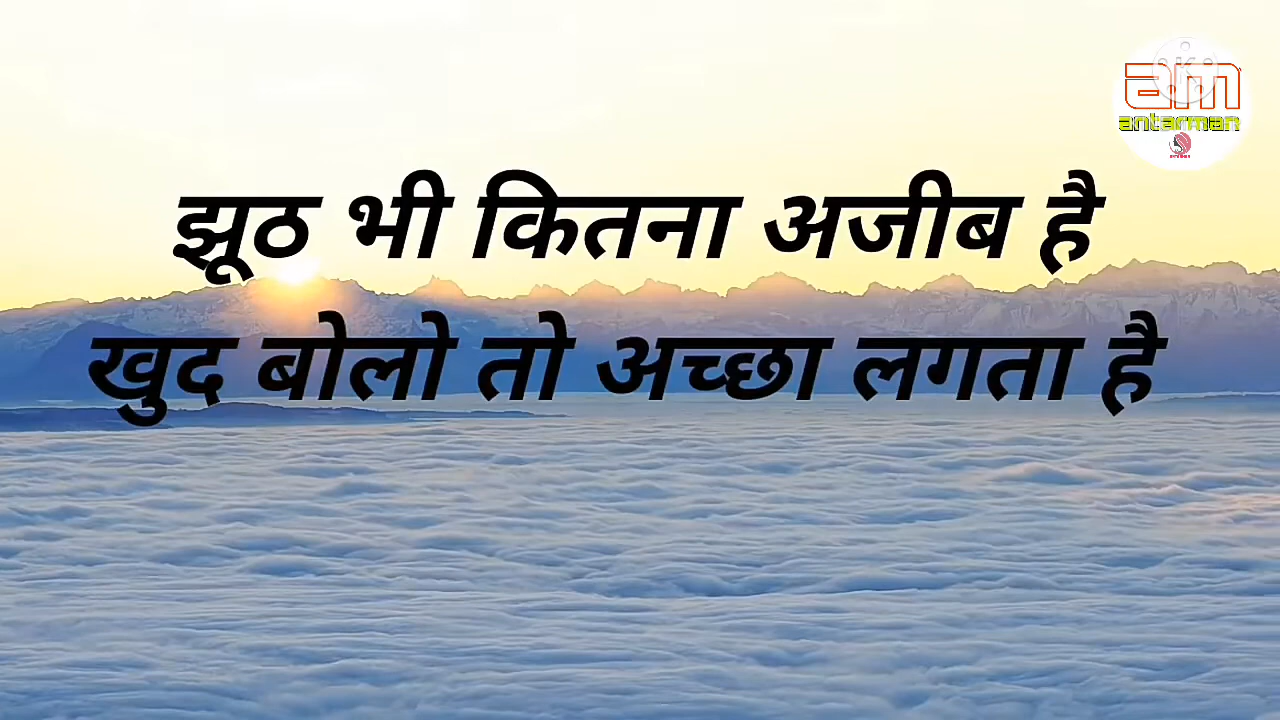 am
antarman
झूठ भी कितना अजीब है
खुद बोलो तो अच्छा लगता है